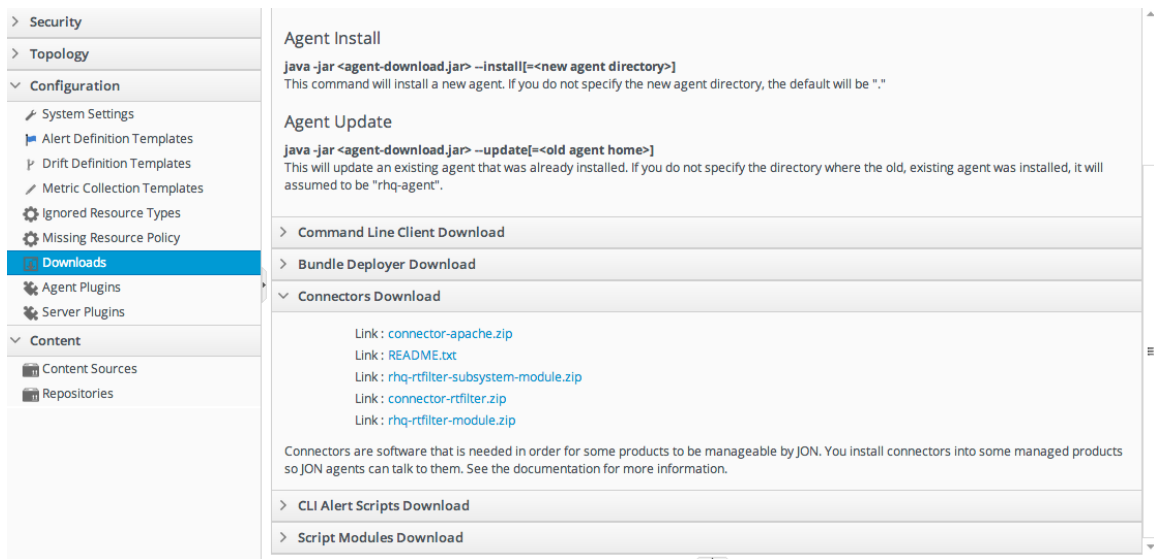 Security
Topology
Configuration
System Settings
Alert Definition Templates
Drift Definition Templates
Metric Collection Templates
Ignored Resource Types
Missing Resource Policy
Downloads
Agent Plugins
Server Plugins
Content
Content Sources
Repositories
Agent Install
java -jar <agent-download.jar> --install[=<new agent directory>]
This command will install a new agent. If you do not specify the new agent directory, the default will be "."
Agent Update
java -jar <agent-download.jar> --update[=<old agent home>]
This will update an existing agent that was already installed. If you do not specify the directory where the old, existing agent was installed, it will
assumed to be "rhq-agent".
Command Line Client Download
Bundle Deployer Download
Connectors Download
Link : connector-apache.zip
Link : README.txt
Link : rhq-rtfilter-subsystem-module.zip
Link : connector-rtfilter.zip
Link : rhq-rtfilter-module.zip
Connectors are software that is needed in order for some products to be manageable by JON. You install connectors into some managed products
so JON agents can talk to them. See the documentation for more information.
CLI Alert Scripts Download
Script Modules Download